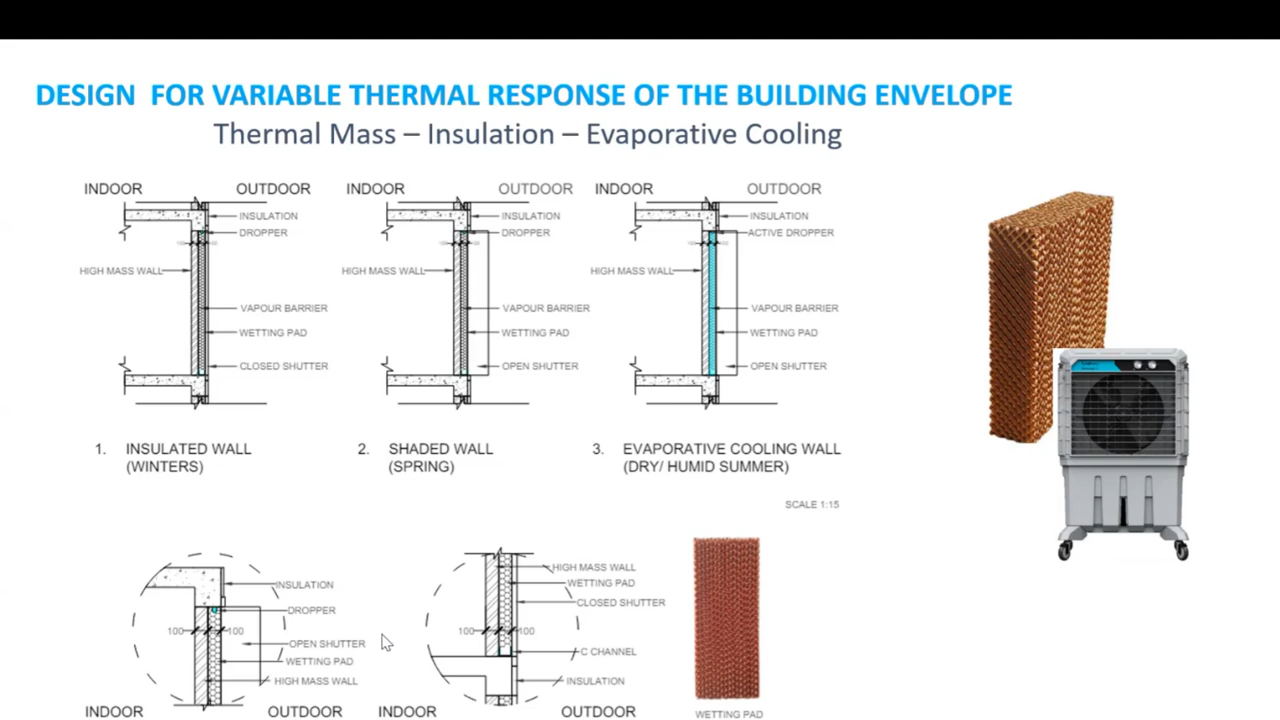 DESIGN FOR VARIABLE THERMAL RESPONSE OF THE BUILDING ENVELOPE
Thermal Mass – Insulation – Evaporative Cooling
INDOOR
OUTDOOR
INSULATION
DROPPER
HIGH MASS WALL
VAPOUR BARRIER
WETTING PAD
CLOSED SHUTTER
1. INSULATED WALL
(WINTERS)
INDOOR
OUTDOOR
INSULATION
DROPPER
HIGH MASS WALL
VAPOUR BARRIER
WETTING PAD
OPEN SHUTTER
2. SHADED WALL
(SPRING)
INDOOR
OUTDOOR
INSULATION
ACTIVE DROPPER
HIGH MASS WALL
VAPOUR BARRIER
WETTING PAD
OPEN SHUTTER
3. EVAPORATIVE COOLING WALL
(DRY/ HUMID SUMMER)
SCALE 1:15
INSULATION
DROPPER
100
100
OPEN SHUTTER
WETTING PAD
HIGH MASS WALL
INDOOR
OUTDOOR
HIGH MASS WALL
WETTING PAD
CLOSED SHUTTER
100
100
C CHANNEL
INSULATION
INDOOR
OUTDOOR
WETTING PAD